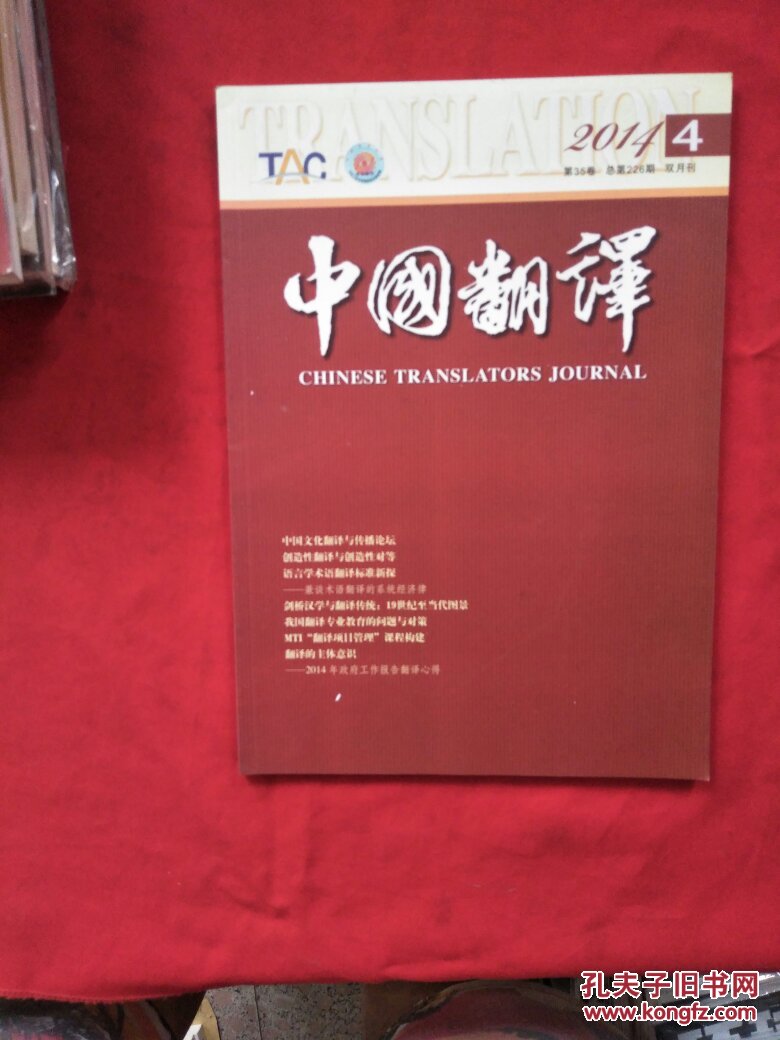 TRANSLATION
2014 4
TAC
第35卷 总第226期 双月刊
中國翻譯
CHINESE TRANSLATORS JOURNAL
中国文化翻译与传播论坛
创造性翻译与创造性对等
语言学术语翻译标准新探
——兼谈术语翻译的系统经济律
剑桥汉学与翻译传统：19世纪至当代图景
我国翻译专业教育的问题与对策
MTI“翻译项目管理”课程构建
翻译的主体意识
——2014年政府工作报告翻译心得
孔夫子旧书网
www.kongfz.com